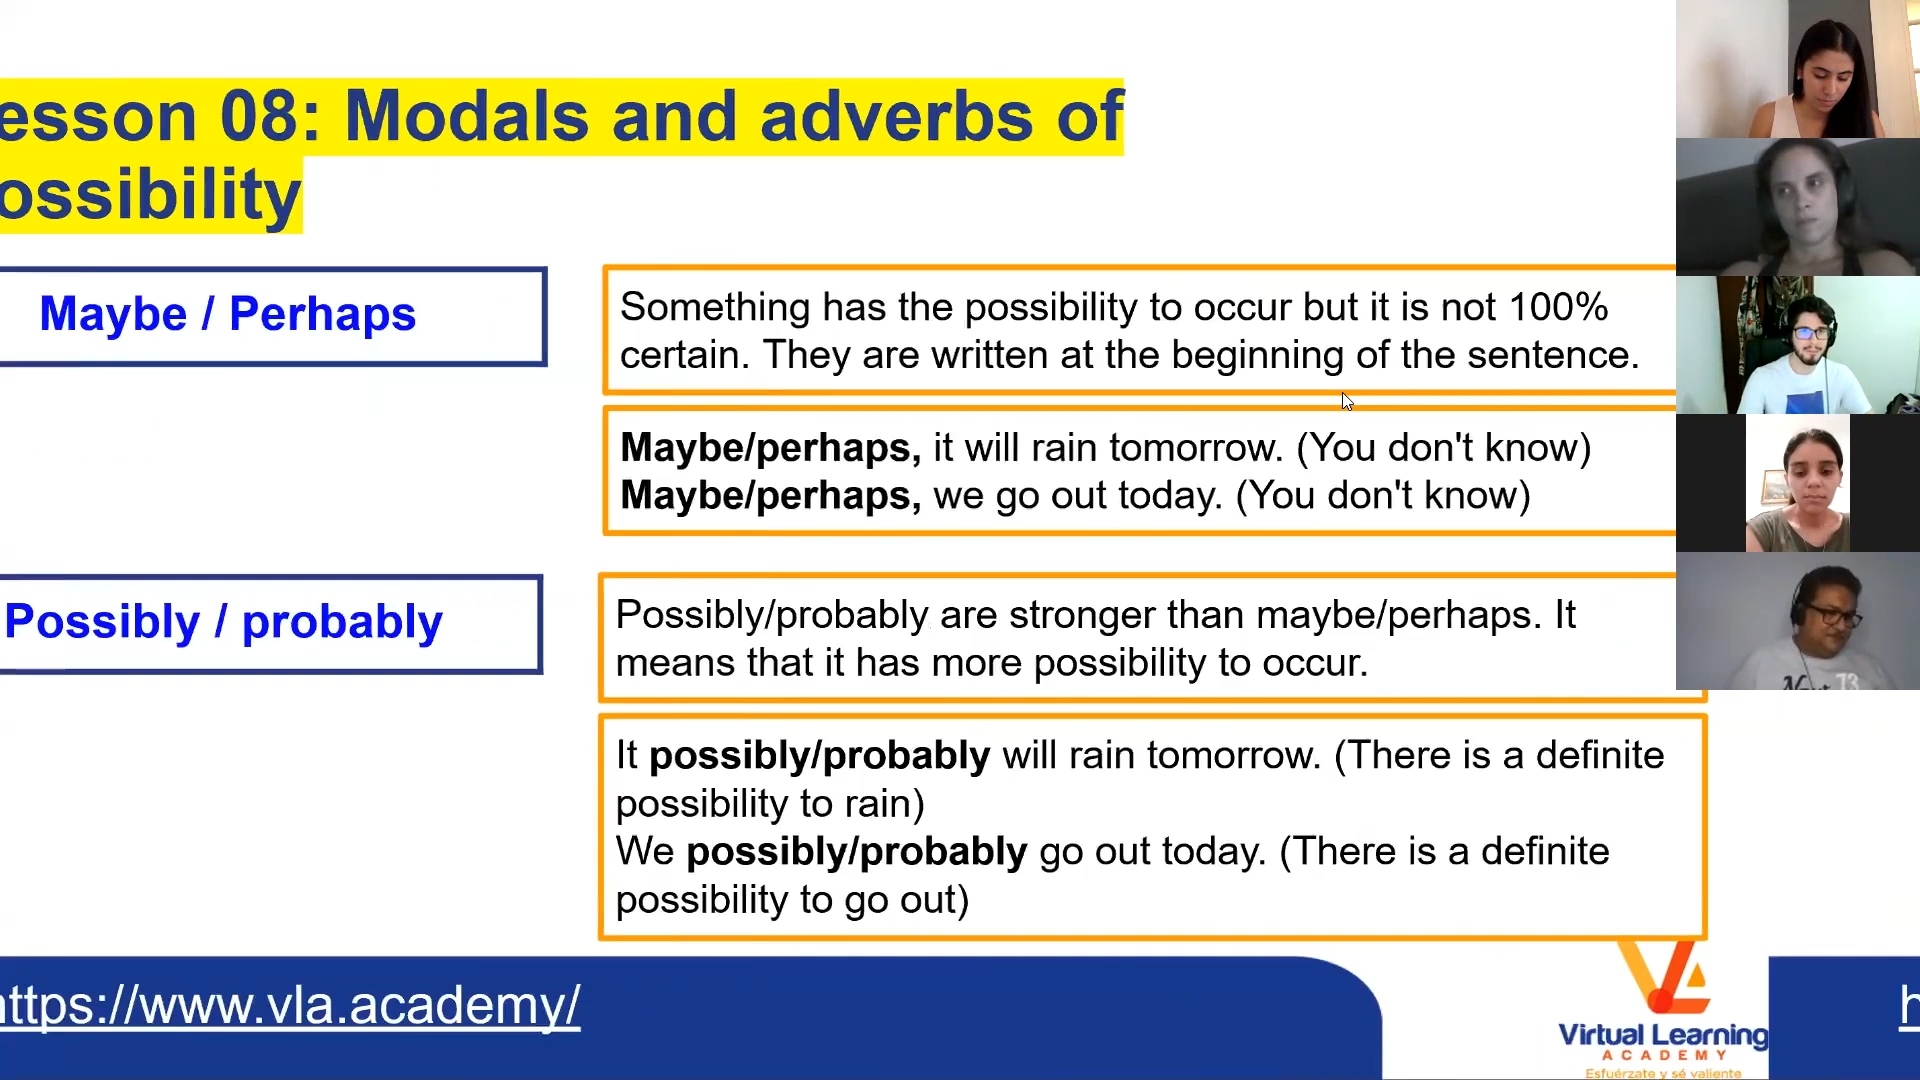 esson 08: Modals and adverbs of
ossibility
Maybe / Perhaps
Something has the possibility to occur but it is not 100%
certain. They are written at the beginning of the sentence.
Maybe/perhaps, it will rain tomorrow. (You don't know)
Maybe/perhaps, we go out today. (You don't know)
Possibly / probably
Possibly/probably are stronger than maybe/perhaps. It
means that it has more possibility to occur.
It possibly/probably will rain tomorrow. (There is a definite
possibility to rain)
We possibly/probably go out today. (There is a definite
possibility to go out)
ttps://www.vla.academy/
Virtual Learning
ACADEMY
Esfuérzate y sé valiente
h